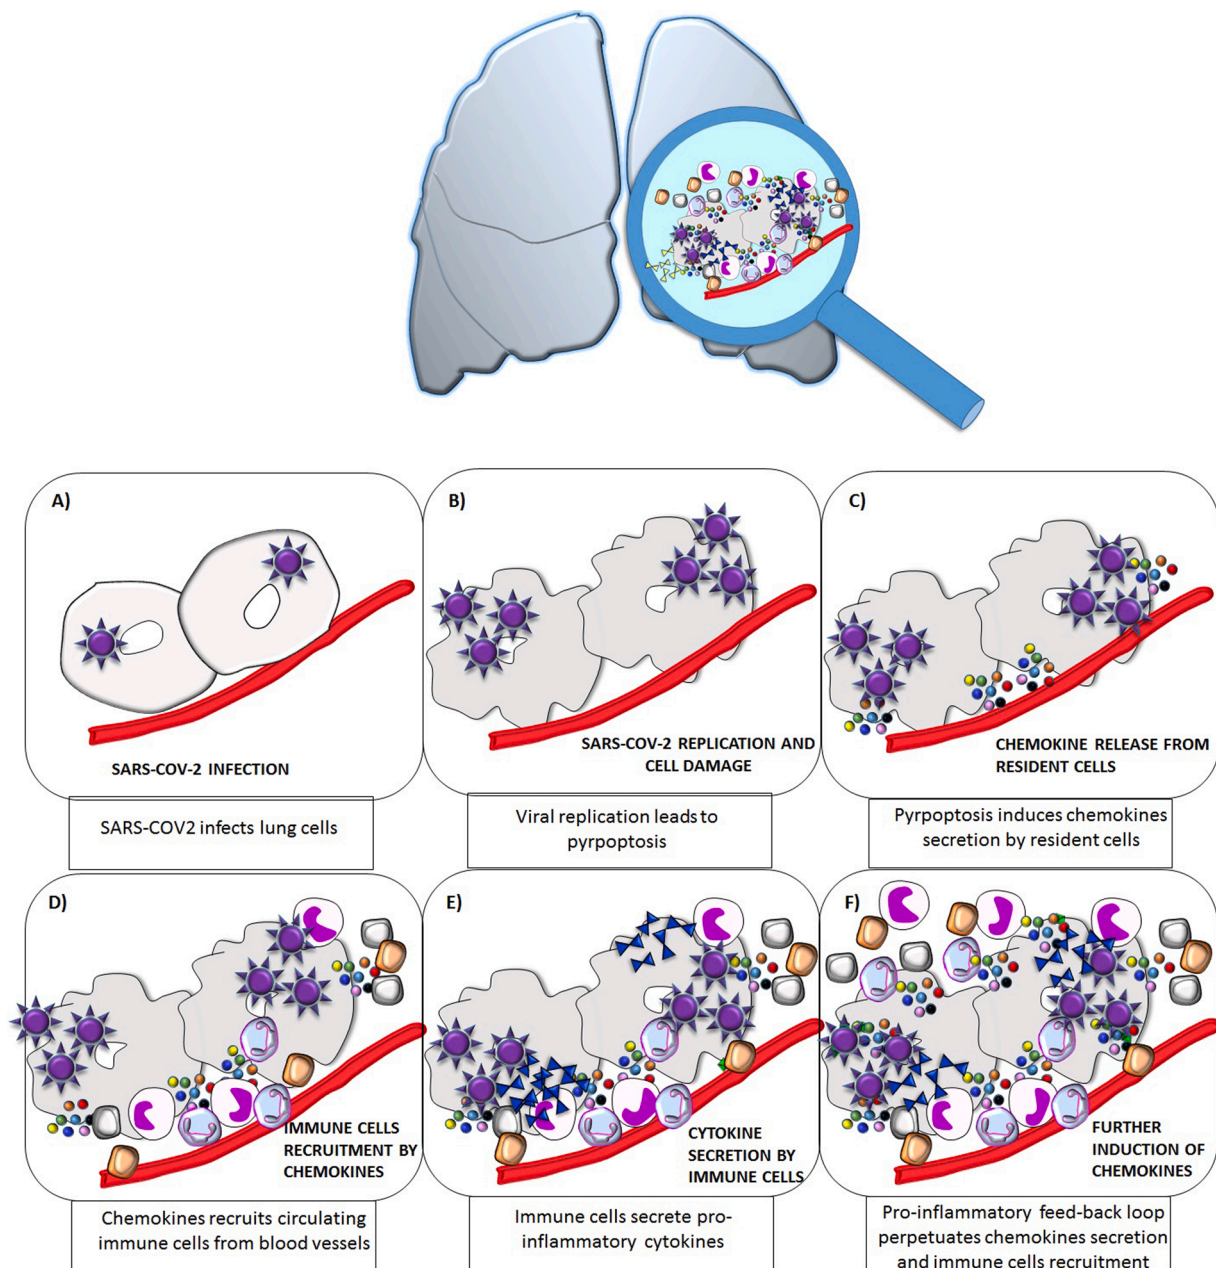 A)
SARS-COV-2 INFECTION
SARS-COV2 infects lung cells
B)
SARS-COV-2 REPLICATION AND
CELL DAMAGE
Viral replication leads to
pyrpoptosis
C)
CHEMOKINE RELEASE FROM
RESIDENT CELLS
Pyrpoptosis induces chemokines
secretion by resident cells
D)
IMMUNE CELLS
RECRUITMENT BY
CHEMOKINES
Chemokines recruits circulating
immune cells from blood vessels
E)
CYTOKINE
SECRETION BY
IMMUNE CELLS
Immune cells secrete pro-
inflammatory cytokines
F)
FURTHER
INDUCTION OF
CHEMOKINES
Pro-inflammatory feed-back loop
perpetuates chemokines secretion
and immune cells recruitment